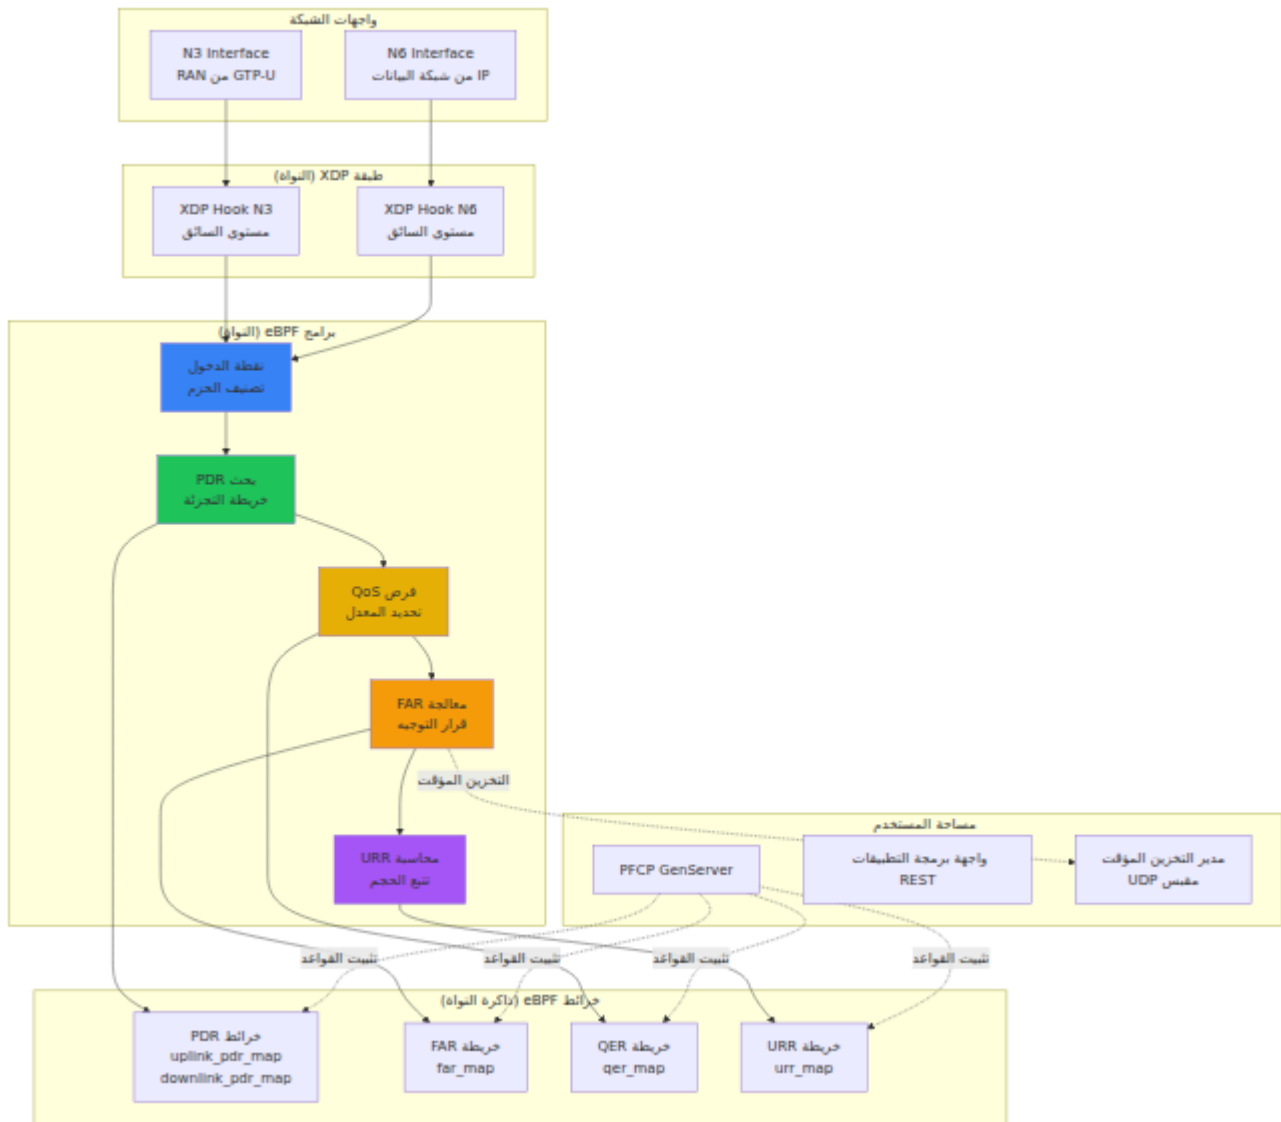 واجهات الشبكة
N3 Interface
GTP-U من RAN
N6 Interface
IP من شبكة البيانات
طبقة XDP (النواة)
XDP Hook N3
مستوى السائق
XDP Hook N6
مستوى السائق
برامج eBPF (النواة)
نقطة الدخول
تصنيف الحزم
بحث PDR
خريطة التجزئة
فرض QoS
تحديد المعدل
معالجة FAR
قرار التوجيه
التخزين المؤقت
محاسبة URR
تتبع الحجم
مساحة المستخدم
PFCP GenServer
واجهة برمجة التطبيقات
REST
مدير التخزين المؤقت
مقبس UDP
تثبيت القواعد
تثبيت القواعد
تثبيت القواعد
تثبيت القواعد
خرائط eBPF (ذاكرة النواة)
خرائط PDR
uplink_pdr_map
downlink_pdr_map
خريطة FAR
far_map
خريطة QER
qer_map
خريطة URR
urr_map